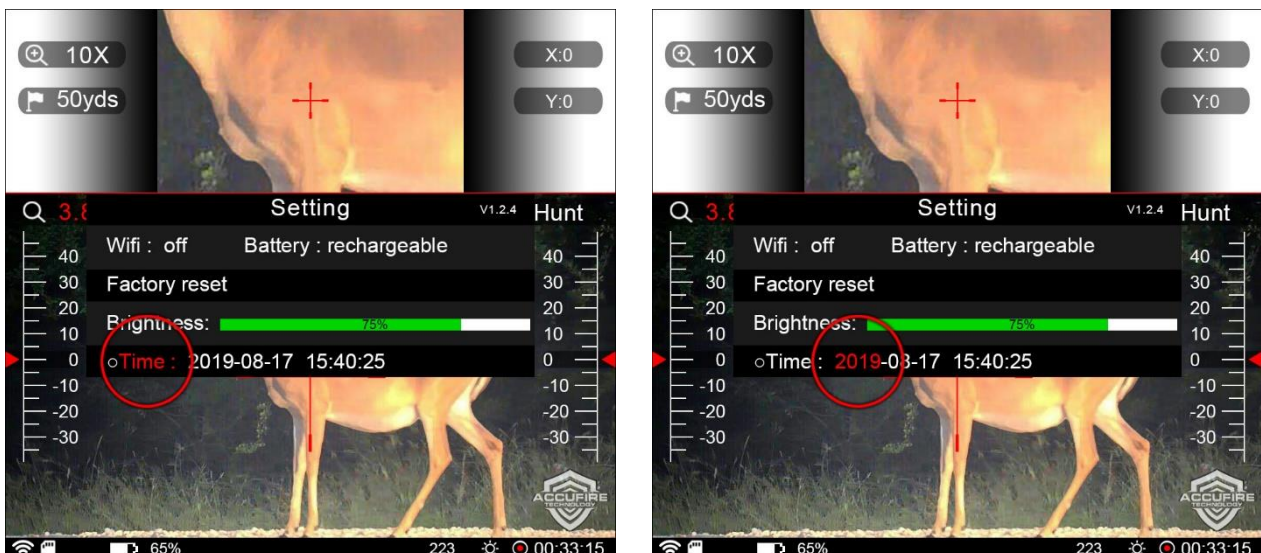 10X
X:0
50yds
Y:0
Setting
V1.2.4
Hunt
Wifi : off Battery : rechargeable
40
40
30
Factory reset
30
20
Brightness: 75%
20
10
10
0
Time : 2019-08-17 15:40:25
0
-10
-10
-20
-20
-30
-30
ACCUFIRE
TECHNOLOGY
65%
223
00:33:15
10X
X:0
50yds
Y:0
Setting
V1.2.4
Hunt
Wifi : off Battery : rechargeable
40
40
30
Factory reset
30
20
Brightness: 75%
20
10
10
0
Time : 2019-08-17 15:40:25
0
-10
-10
-20
-20
-30
-30
ACCUFIRE
TECHNOLOGY
65%
223
00:33:15